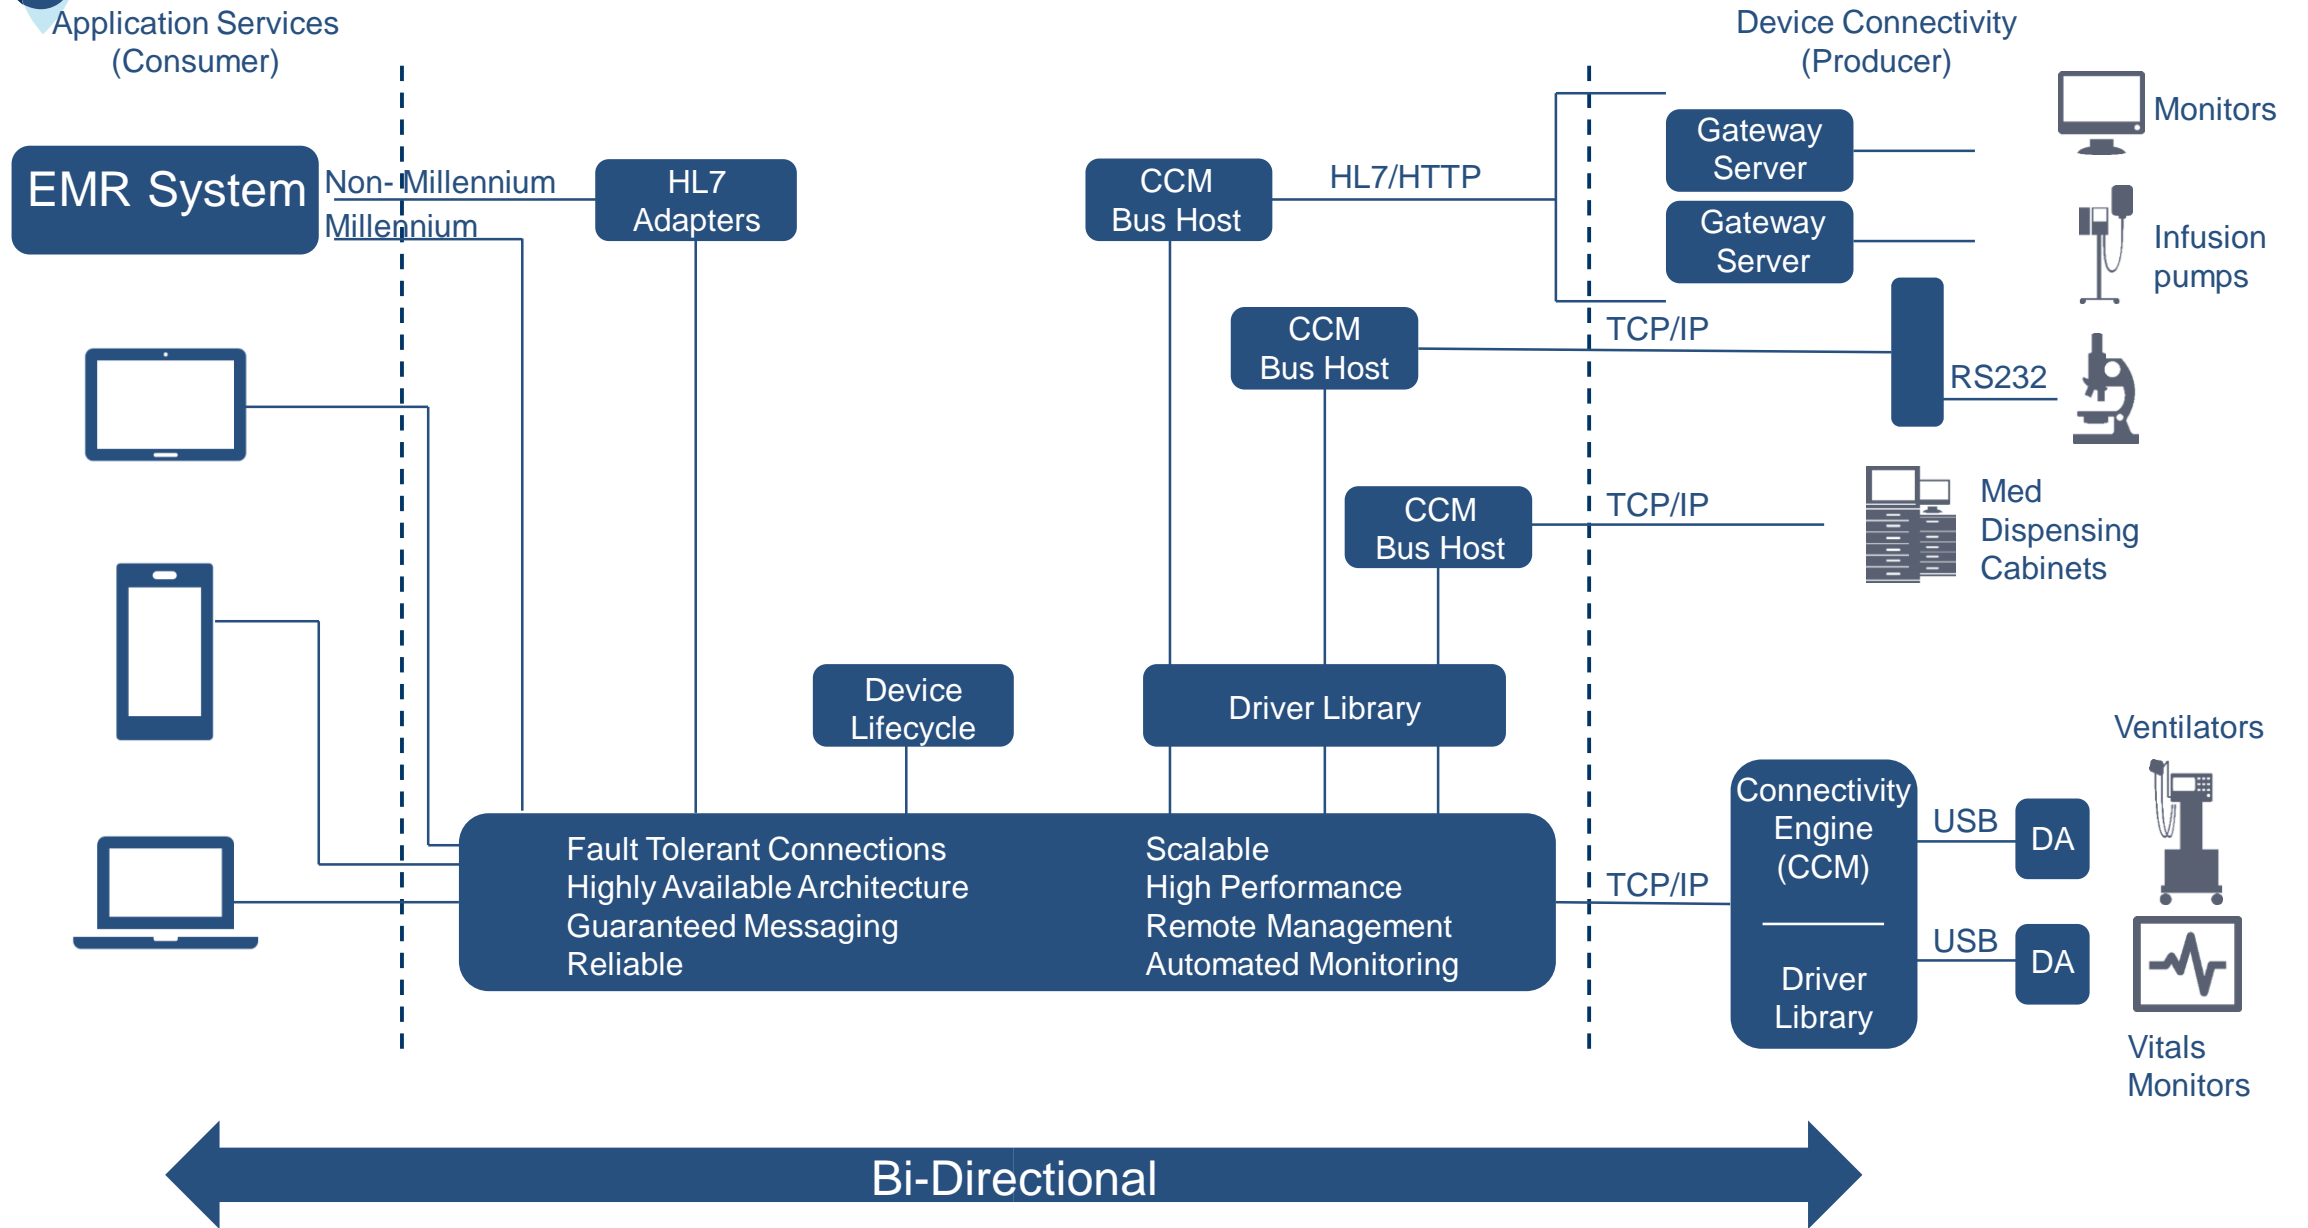 Application Services
(Consumer)
Device Connectivity
(Producer)
Monitors
EMR System
Non- Millennium
Millennium
HL7
Adapters
CCM
Bus Host
HL7/HTTP
Gateway
Server
Gateway
Server
Infusion
pumps
CCM
Bus Host
TCP/IP
RS232
CCM
Bus Host
TCP/IP
Med
Dispensing
Cabinets
Device
Lifecycle
Driver Library
Ventilators
Fault Tolerant Connections
Highly Available Architecture
Guaranteed Messaging
Reliable
Scalable
High Performance
Remote Management
Automated Monitoring
TCP/IP
Connectivity
Engine
(CCM)
Driver
Library
USB
DA
USB
DA
Vitals
Monitors
Bi-Directional